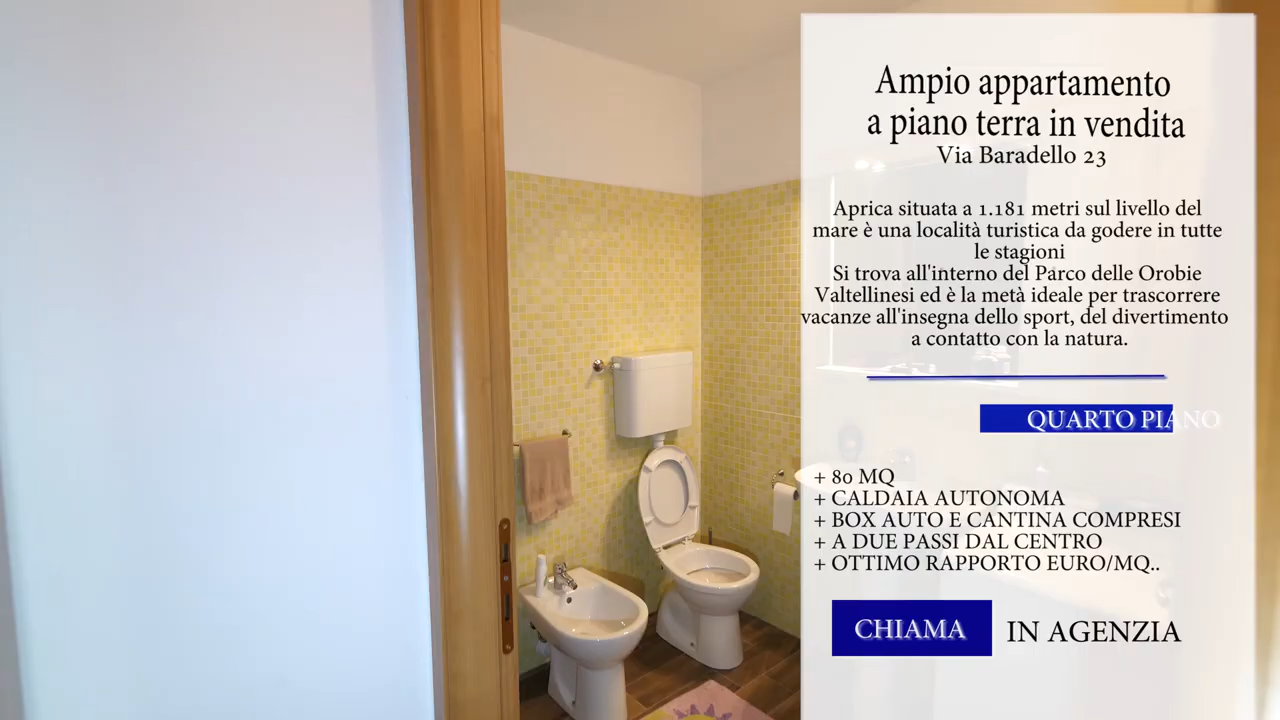 Ampio appartamento
a piano terra in vendita
Via Baradello 23
Aprica situata a 1.181 metri sul livello del
mare è una località turistica da godere in tutte
le stagioni
Si trova all'interno del Parco delle Orobie
Valtellinesi ed è la metà ideale per trascorrere
vacanze all'insegna dello sport, del divertimento
a contatto con la natura.
QUARTO PIANO
+ 80 MQ
+ CALDAIA AUTONOMA
+ BOX AUTO E CANTINA COMPRESI
+ A DUE PASSI DAL CENTRO
+ OTTIMO RAPPORTO EURO/MQ..
CHIAMA IN AGENZIA